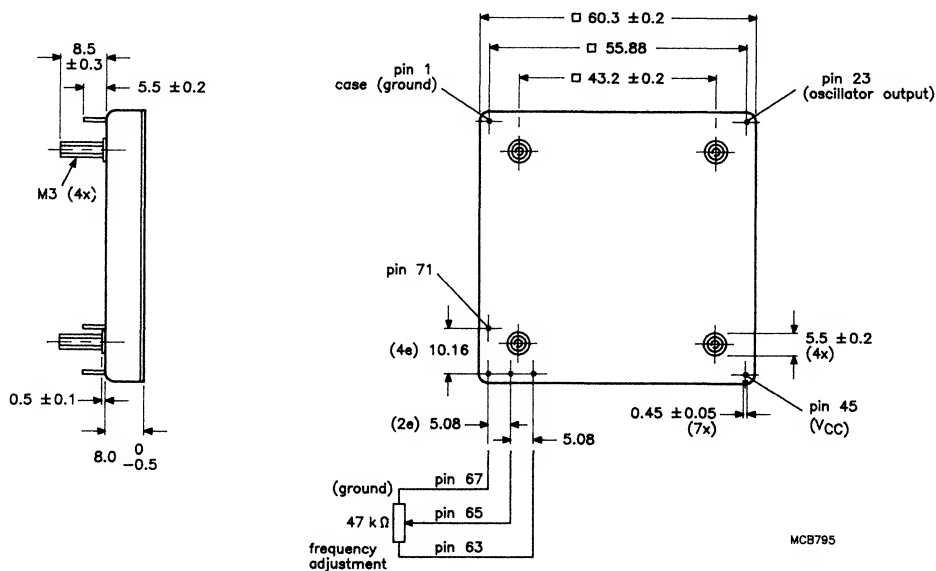 8.5
±0.3
5.5 ±0.2
M3 (4x)
0.5 ±0.1
8.0 0
-0.5
□ 60.3 ±0.2
□ 55.88
□ 43.2 ±0.2
pin 1
case (ground)
pin 23
(oscillator output)
pin 71
(4e) 10.16
5.5 ±0.2
(4x)
0.45 ±0.05
(7x)
pin 45
(VCC)
(2e) 5.08
5.08
(ground)
pin 67
47 kΩ
pin 65
frequency
adjustment
pin 63
MCB795